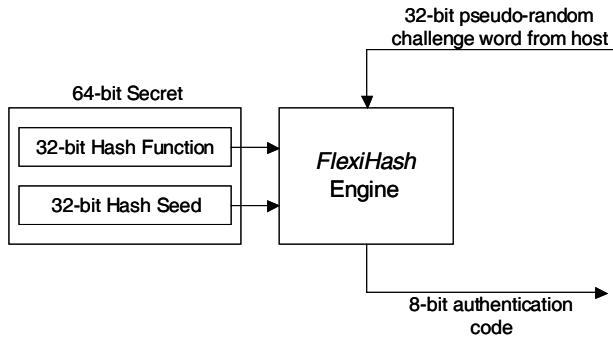 32-bit pseudo-random
challenge word from host
64-bit Secret
32-bit Hash Function
32-bit Hash Seed
FlexiHash
Engine
8-bit authentication
code